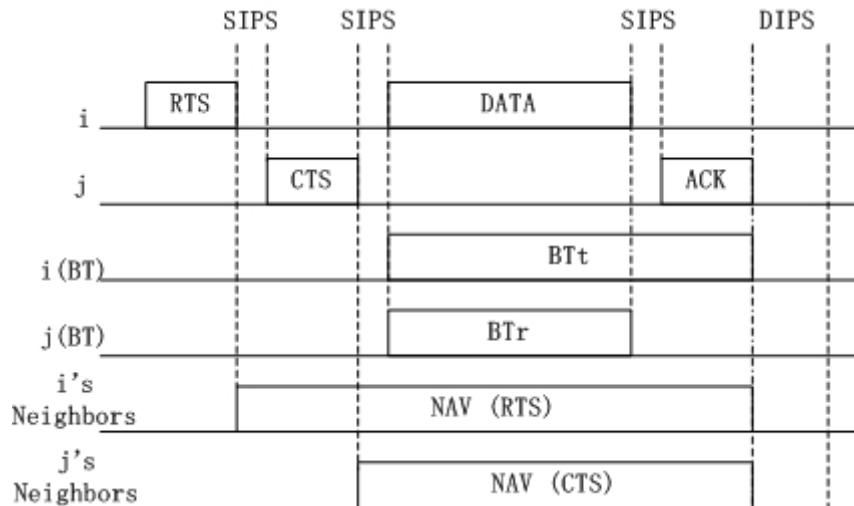 SIPS SIPS SIPS DIPS
i RTS DATA
j CTS ACK
i(BT) BTt
j(BT) BTr
i's
Neighbors
NAV (RTS)
j's
Neighbors
NAV (CTS)